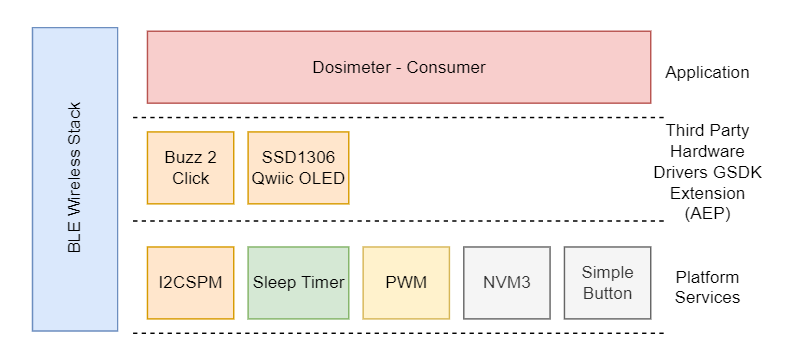 BLE Wireless Stack
Dosimeter - Consumer
Application
Buzz 2
Click
SSD1306
Qwiic OLED
Third Party
Hardware
Drivers GSDK
Extension
(AEP)
I2CSPM
Sleep Timer
PWM
NVM3
Simple
Button
Platform
Services